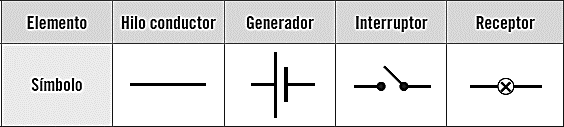 Elemento Hilo conductor Generador Interruptor Receptor
Símbolo